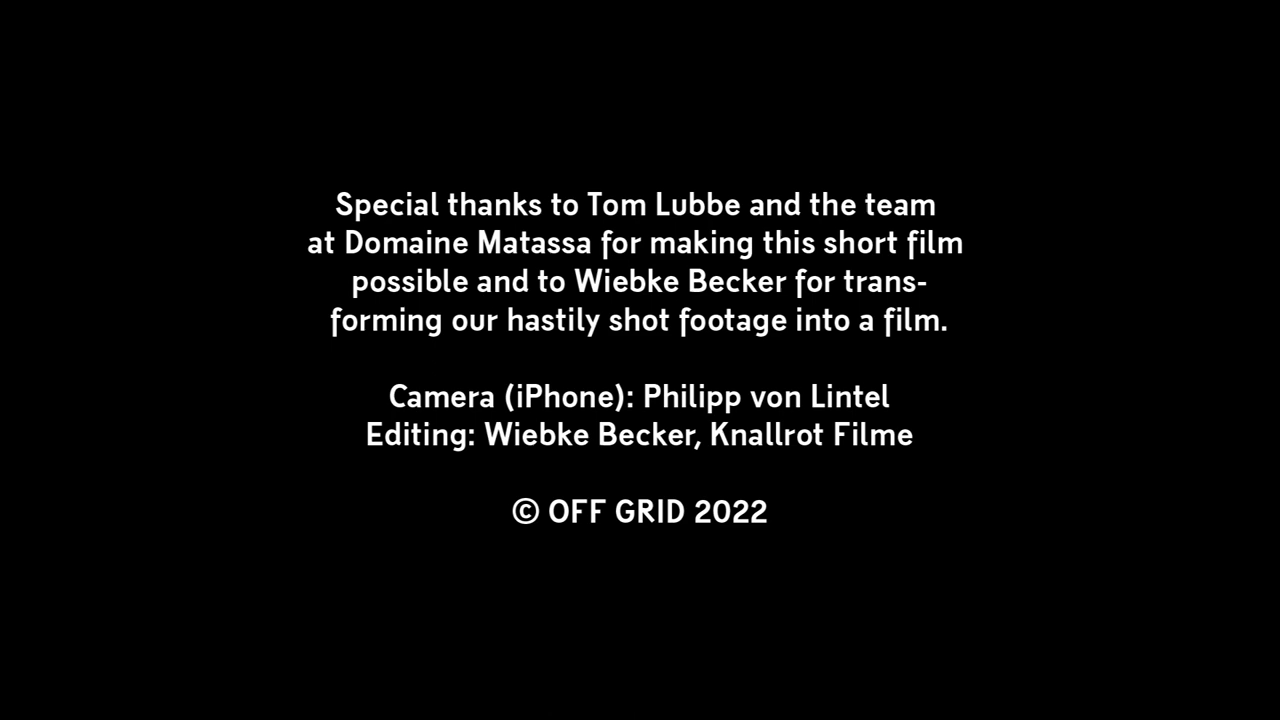 Special thanks to Tom Lubbe and the team
at Domaine Matassa for making this short film
possible and to Wiebke Becker for trans-
forming our hastily shot footage into a film.
Camera (iPhone): Philipp von Lintel
Editing: Wiebke Becker, Knallrot Filme
© OFF GRID 2022